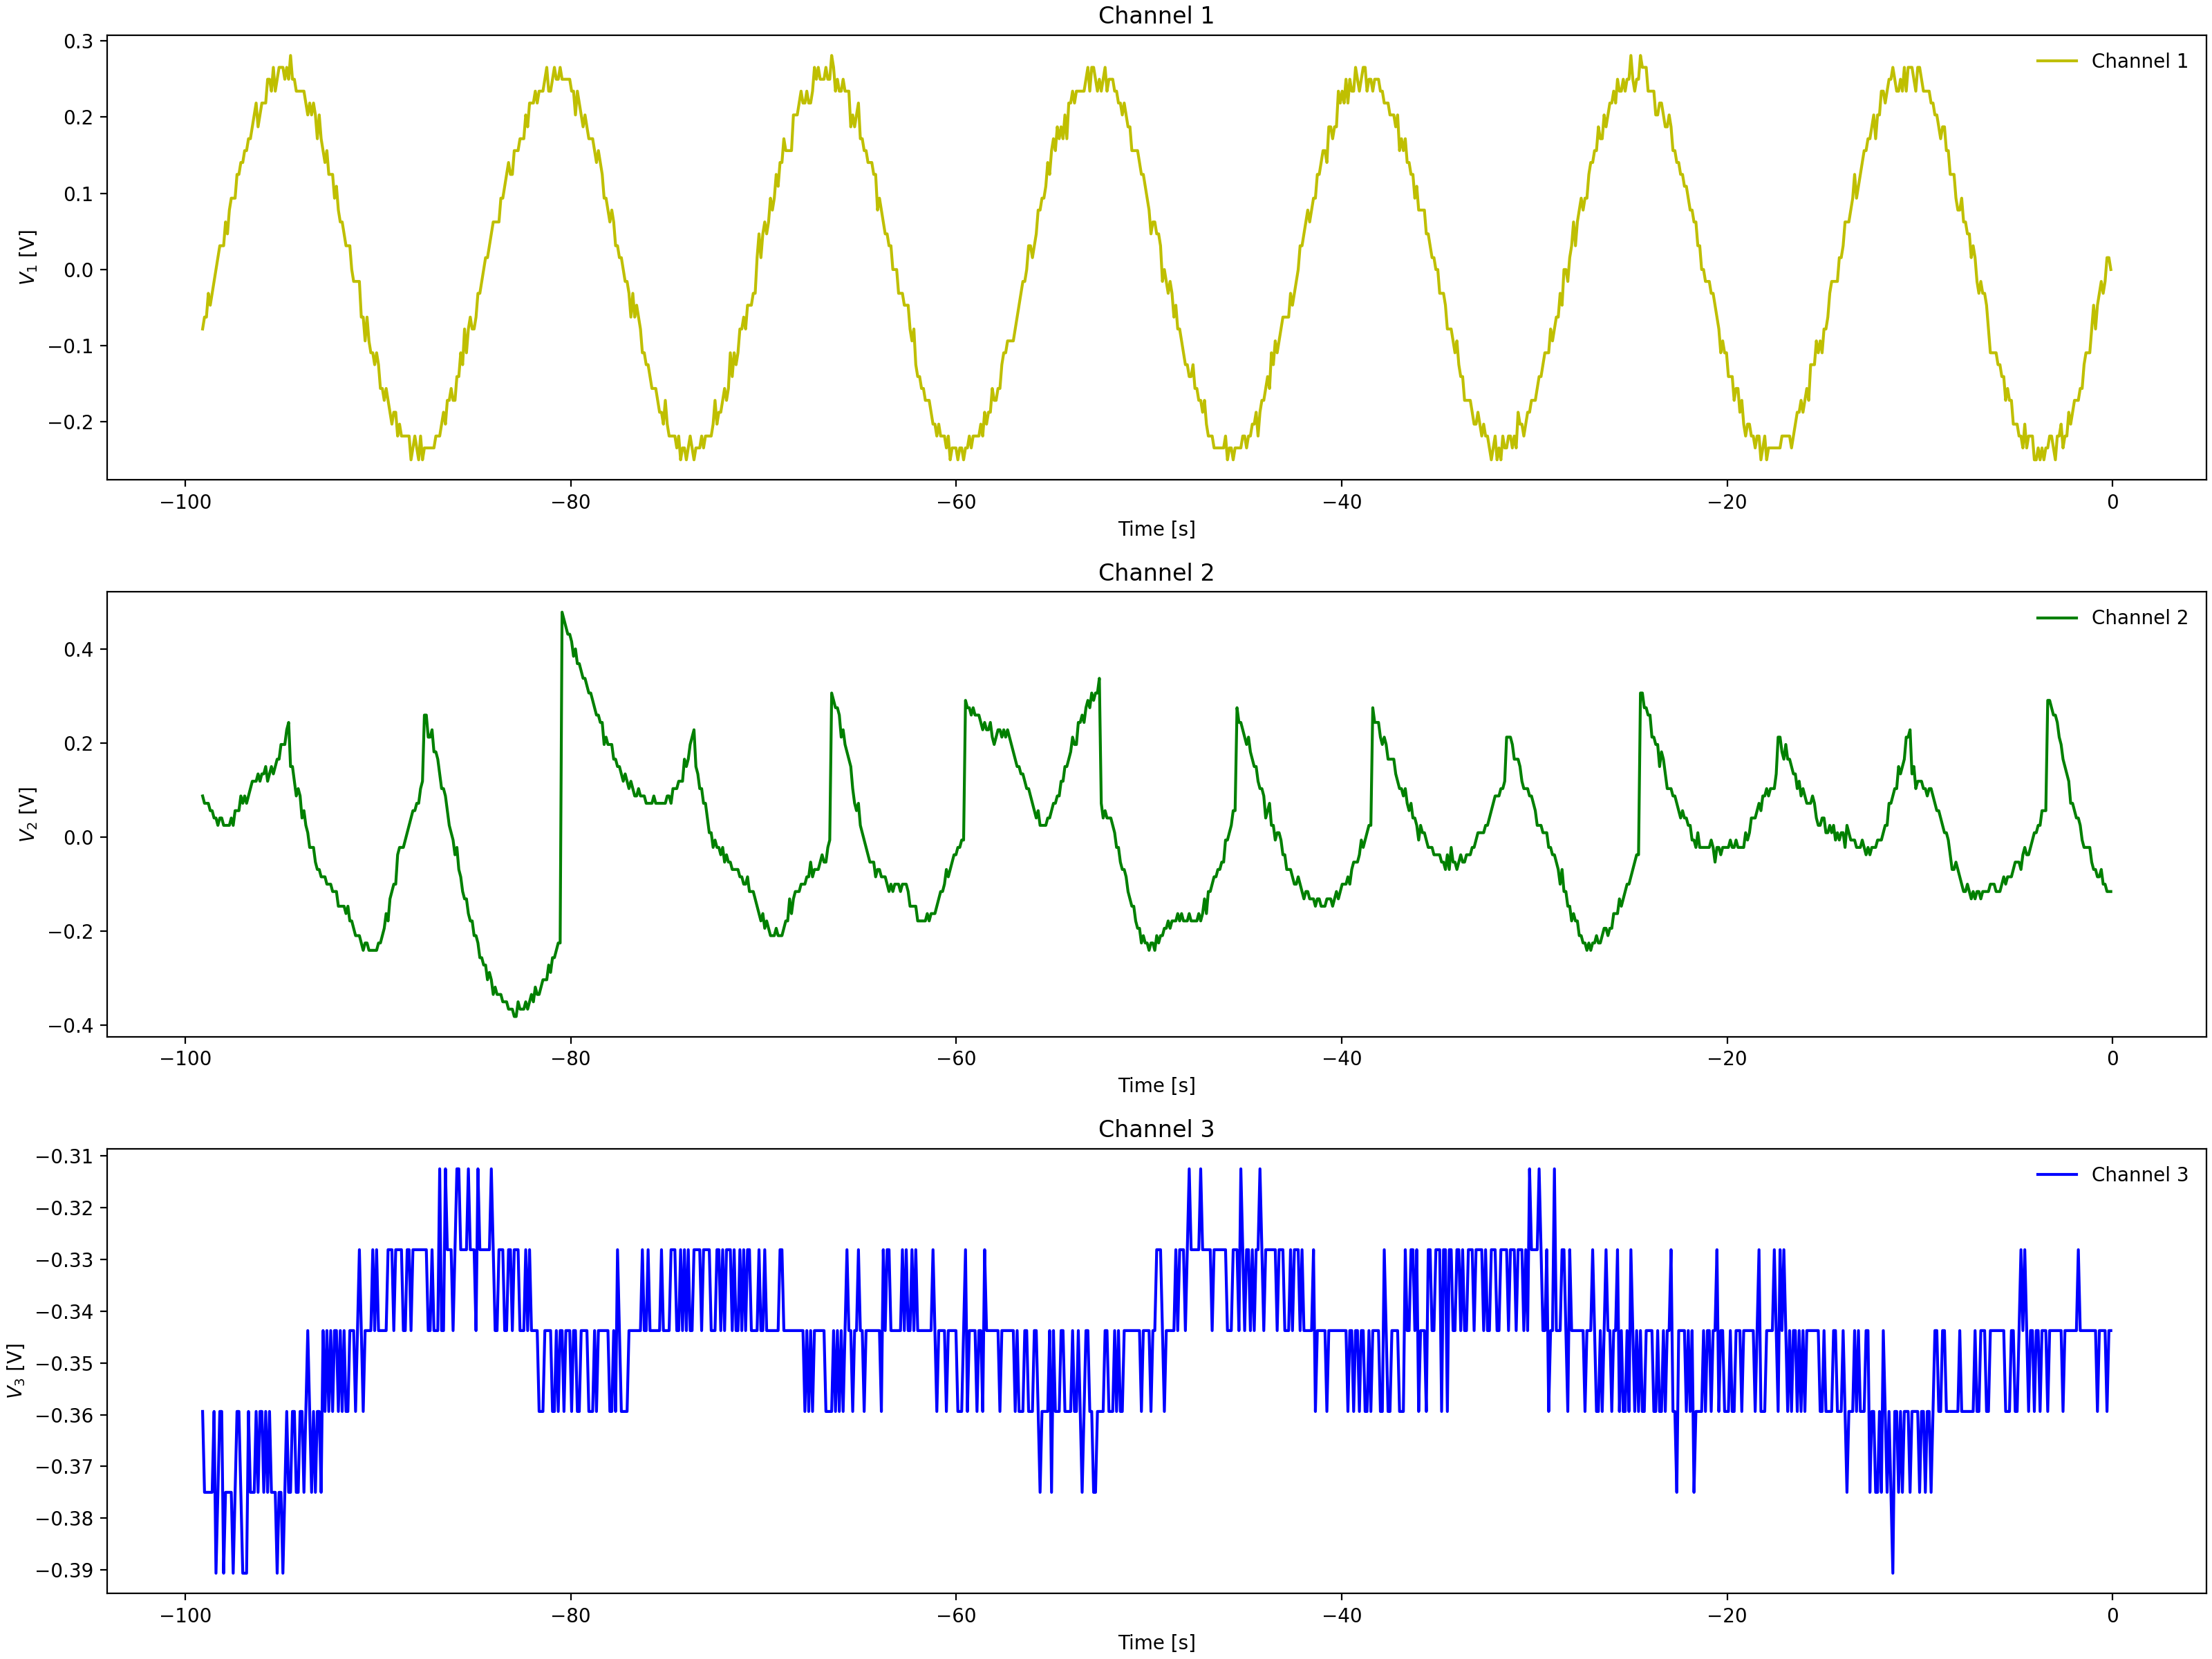 Channel 1
Channel 1
V₁ [V]
0.3
0.2
0.1
0.0
−0.1
−0.2
−100 −80 −60 −40 −20 0
Time [s]
Channel 2
Channel 2
V₂ [V]
0.4
0.2
0.0
−0.2
−0.4
−100 −80 −60 −40 −20 0
Time [s]
Channel 3
Channel 3
V₃ [V]
−0.31
−0.32
−0.33
−0.34
−0.35
−0.36
−0.37
−0.38
−0.39
−100 −80 −60 −40 −20 0
Time [s]